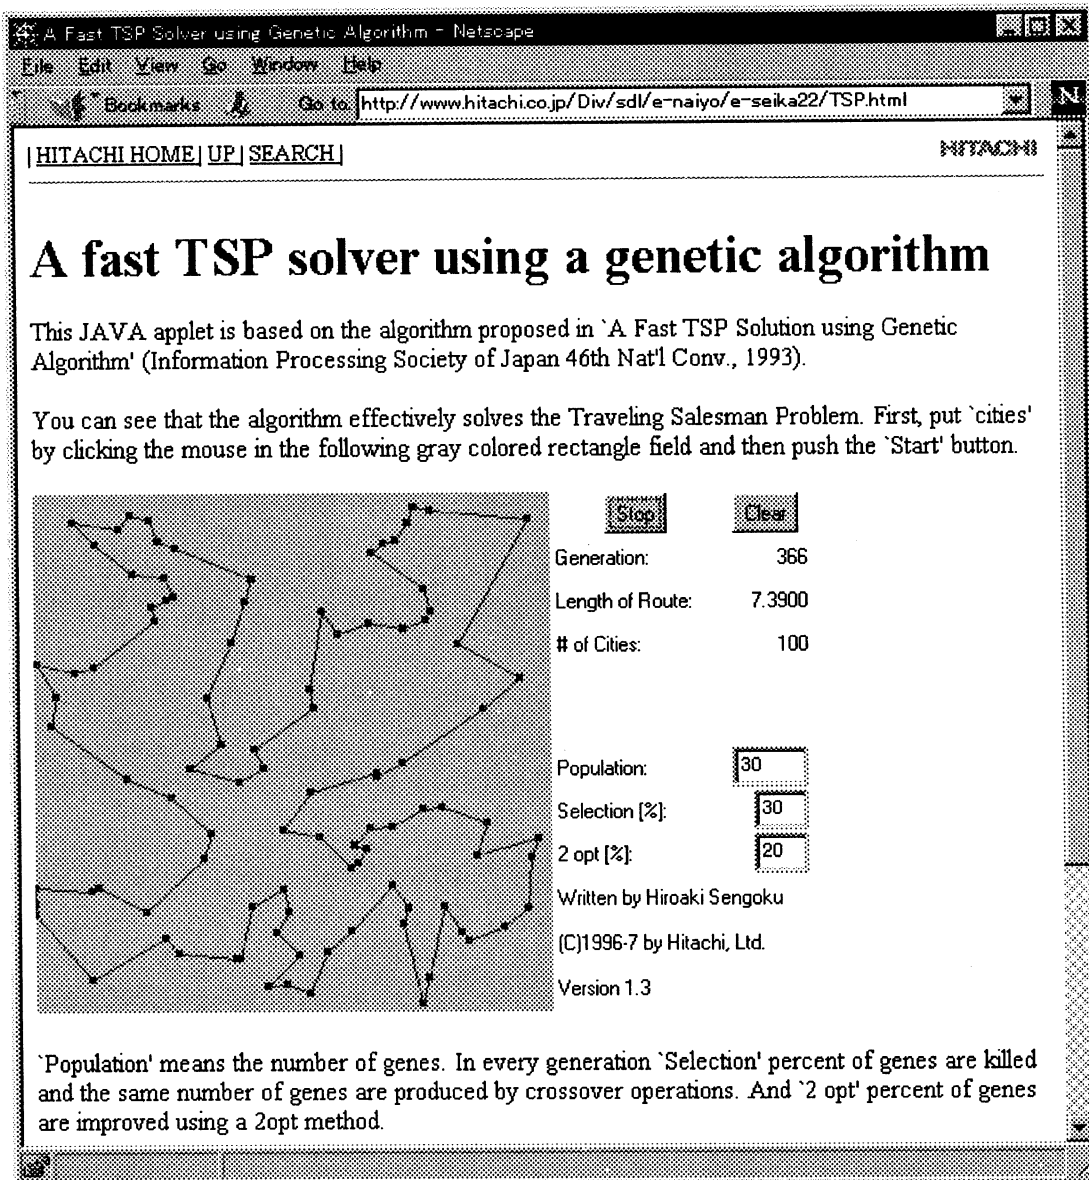 A Fast TSP Solver using Genetic Algorithm - Netscape
File Edit View Go Window Help
Bookmarks Go to: http://www.hitachi.co.jp/Div/sdl/e-naiyo/e-seika22/TSP.html N
| HITACHI HOME | UP | SEARCH | HITACHI
A fast TSP solver using a genetic algorithm
This JAVA applet is based on the algorithm proposed in `A Fast TSP Solution using Genetic
Algorithm' (Information Processing Society of Japan 46th Nat'l Conv., 1993).
You can see that the algorithm effectively solves the Traveling Salesman Problem. First, put `cities'
by clicking the mouse in the following gray colored rectangle field and then push the `Start' button.
Stop Clear
Generation: 366
Length of Route: 7.3900
# of Cities: 100
Population: 30
Selection [%]: 30
2 opt [%]: 20
Written by Hiroaki Sengoku
(C)1996-7 by Hitachi, Ltd.
Version 1.3
`Population' means the number of genes. In every generation `Selection' percent of genes are killed
and the same number of genes are produced by crossover operations. And `2 opt' percent of genes
are improved using a 2opt method.